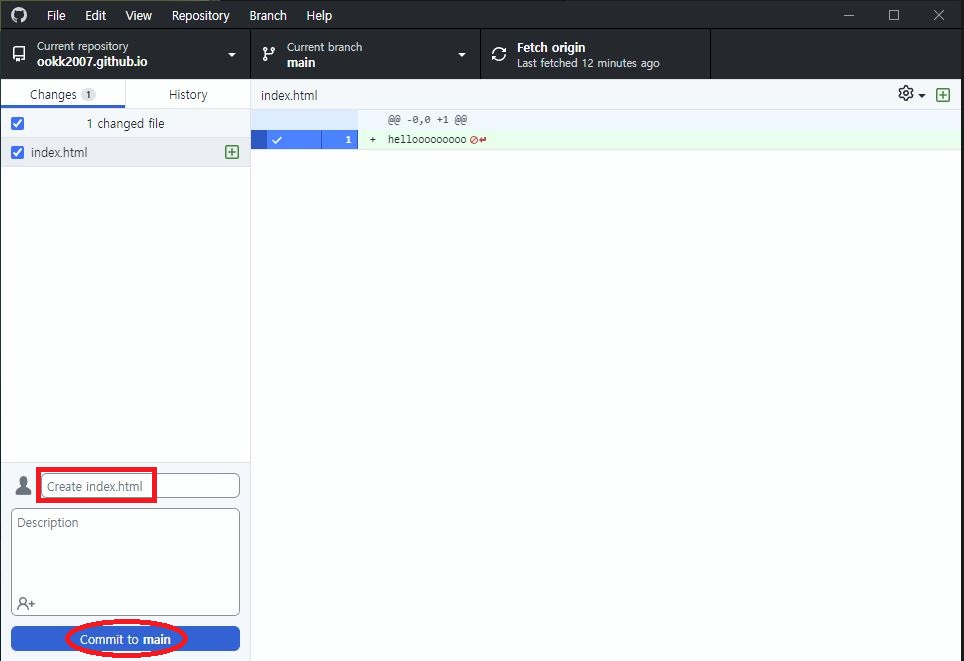 File Edit View Repository Branch Help
Current repository
ookk2007.github.io
Current branch
main
Fetch origin
Last fetched 12 minutes ago
Changes 1 History
1 changed file
index.html
index.html
@@ -0,0 +1 @@
1 + hellooooooooo
Create index.html
Description
Commit to main